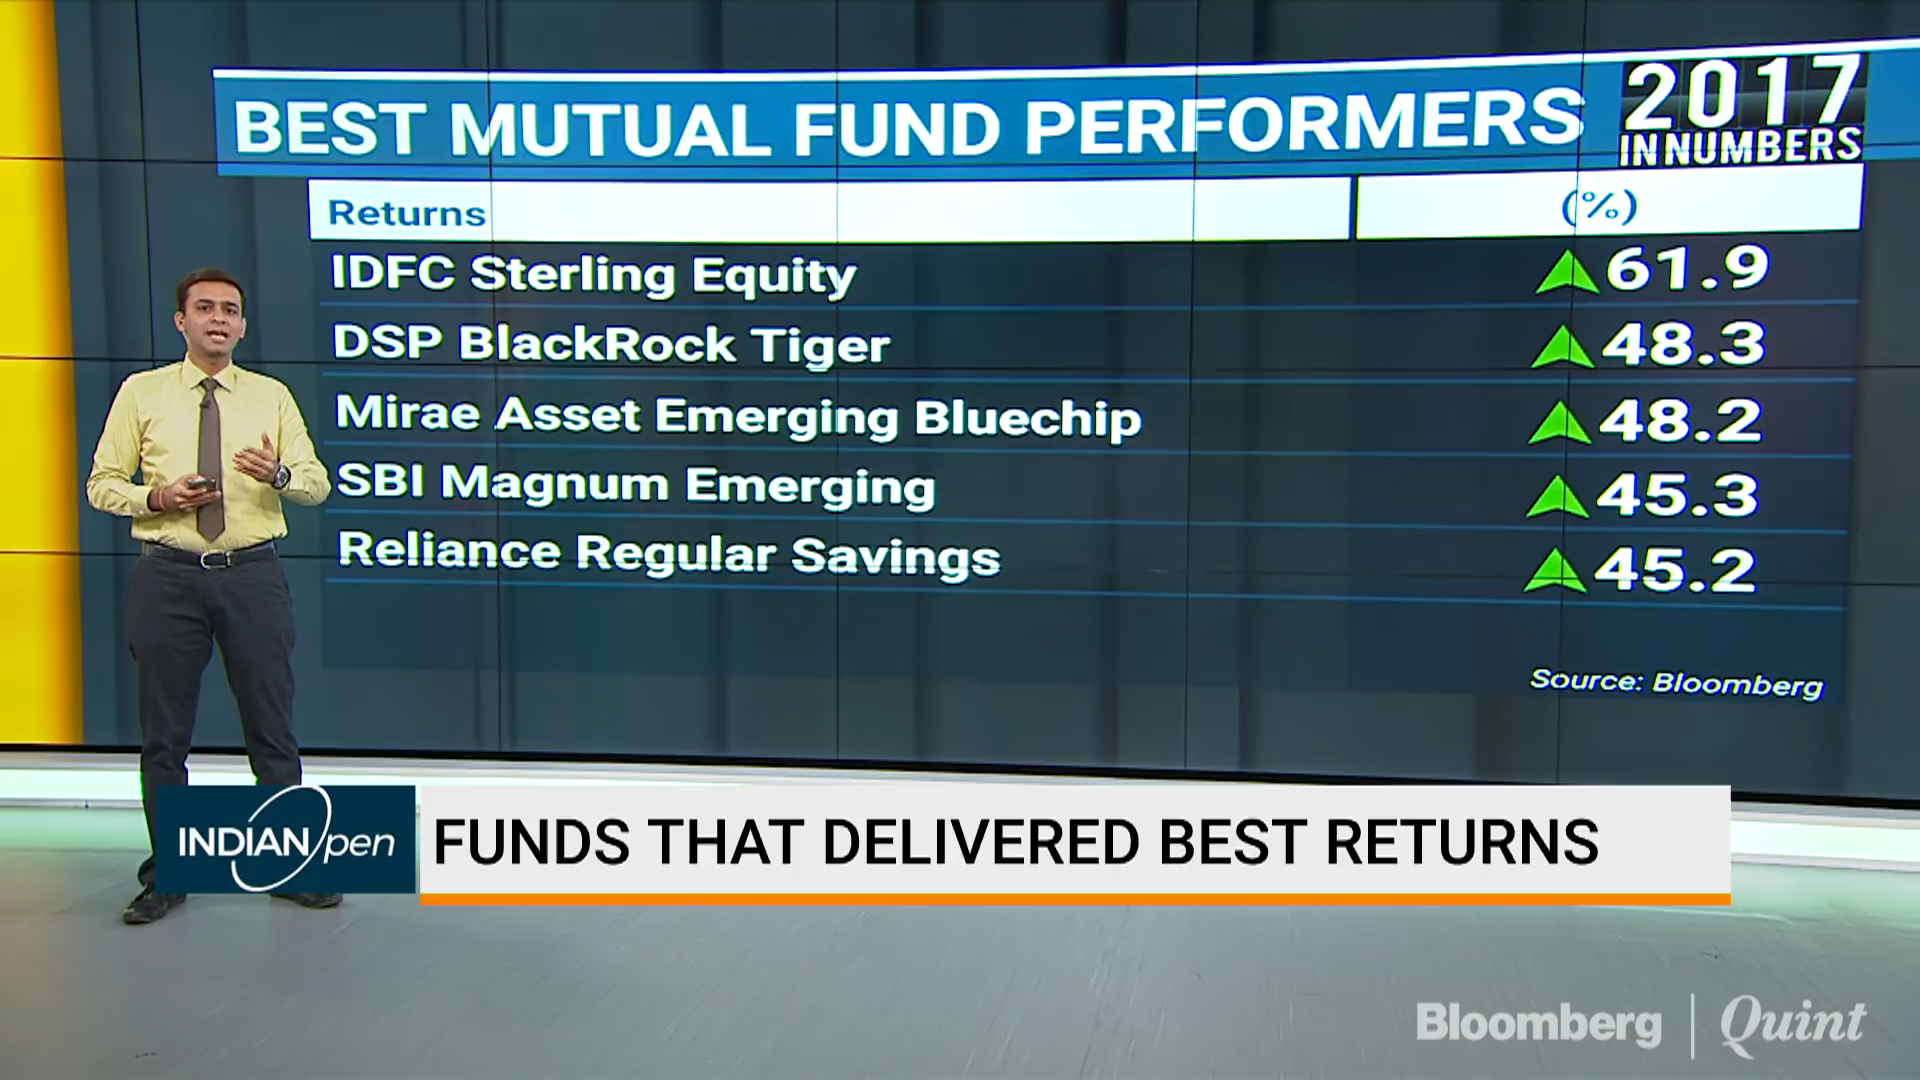 BEST MUTUAL FUND PERFORMERS
2017
IN NUMBERS
Returns (%)
IDFC Sterling Equity 61.9
DSP BlackRock Tiger 48.3
Mirae Asset Emerging Bluechip 48.2
SBI Magnum Emerging 45.3
Reliance Regular Savings 45.2
Source: Bloomberg
INDIAN Open
FUNDS THAT DELIVERED BEST RETURNS
Bloomberg | Quint